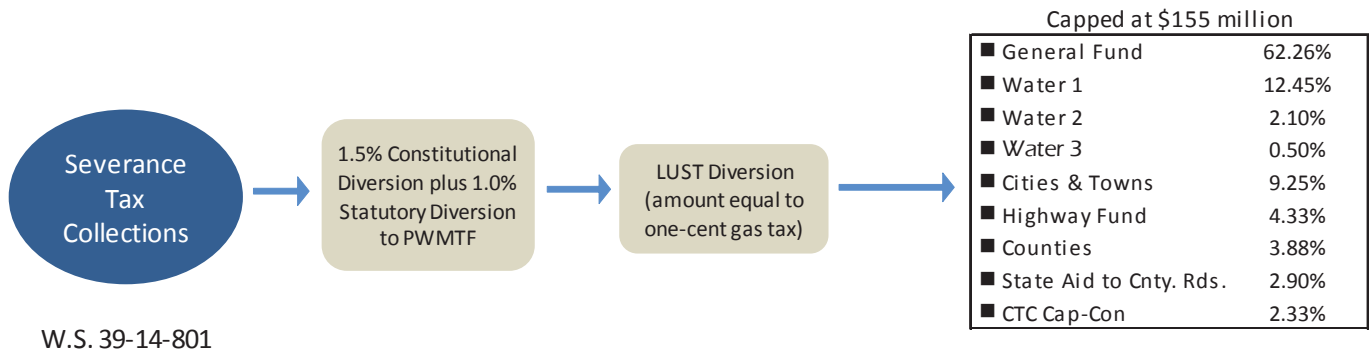 Capped at $155 million
■ General Fund 62.26%
■ Water 1 12.45%
■ Water 2 2.10%
■ Water 3 0.50%
■ Cities & Towns 9.25%
■ Highway Fund 4.33%
■ Counties 3.88%
■ State Aid to Cnty. Rds. 2.90%
■ CTC Cap-Con 2.33%
Severance
Tax
Collections
1.5% Constitutional
Diversion plus 1.0%
Statutory Diversion
to PWMTF
LUST Diversion
(amount equal to
one-cent gas tax)
W.S. 39-14-801